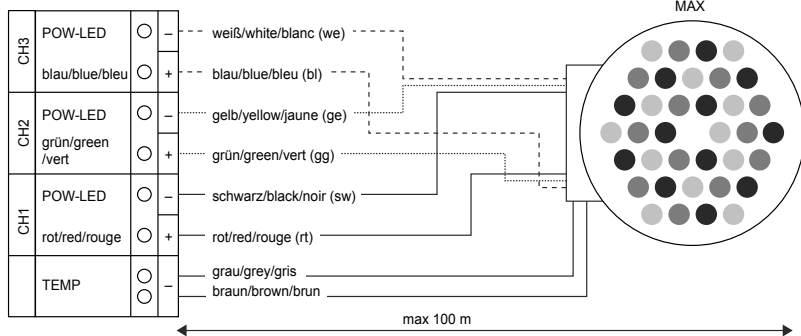 MAX
CH3
POW-LED
–
weiß/white/blanc (we)
blau/blue/bleu
+
blau/blue/bleu (bl)
CH2
POW-LED
–
gelb/yellow/jaune (ge)
grün/green
/vert
+
grün/green/vert (gg)
CH1
POW-LED
–
schwarz/black/noir (sw)
rot/red/rouge
+
rot/red/rouge (rt)
TEMP
–
grau/grey/gris
braun/brown/brun
max 100 m